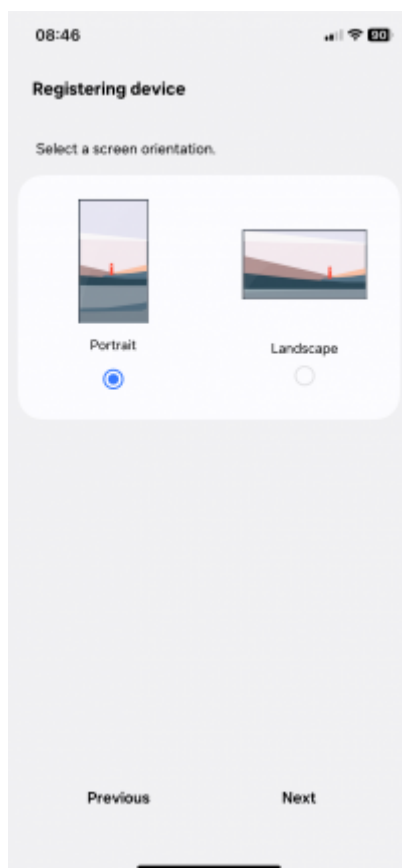 08:46
90
Registering device
Select a screen orientation.
Portrait
Landscape
Previous
Next